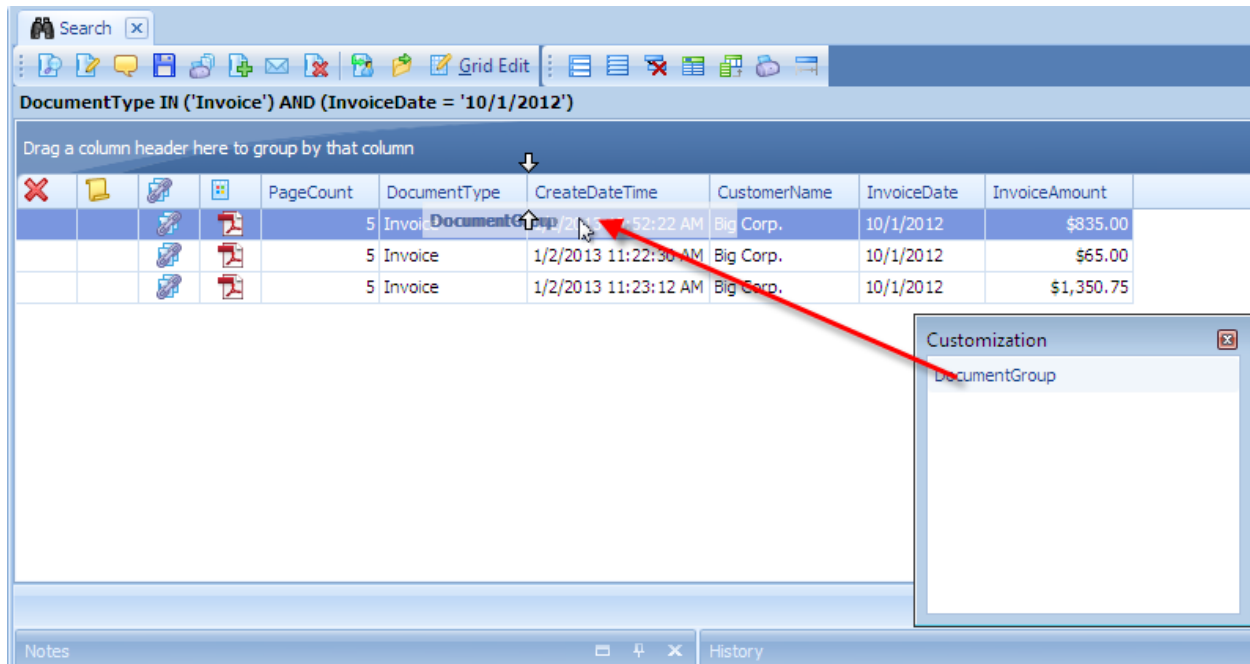 Search
Grid Edit
DocumentType IN ('Invoice') AND (InvoiceDate = '10/1/2012')
Drag a column header here to group by that column
PageCount DocumentType CreateDateTime CustomerName InvoiceDate InvoiceAmount
5 DocumentGroup :52:22 AM Big Corp. 10/1/2012 $835.00
5 Invoice 1/2/2013 11:22:30 AM Big Corp. 10/1/2012 $65.00
5 Invoice 1/2/2013 11:23:12 AM Big Corp. 10/1/2012 $1,350.75
Customization
DocumentGroup
Notes
History